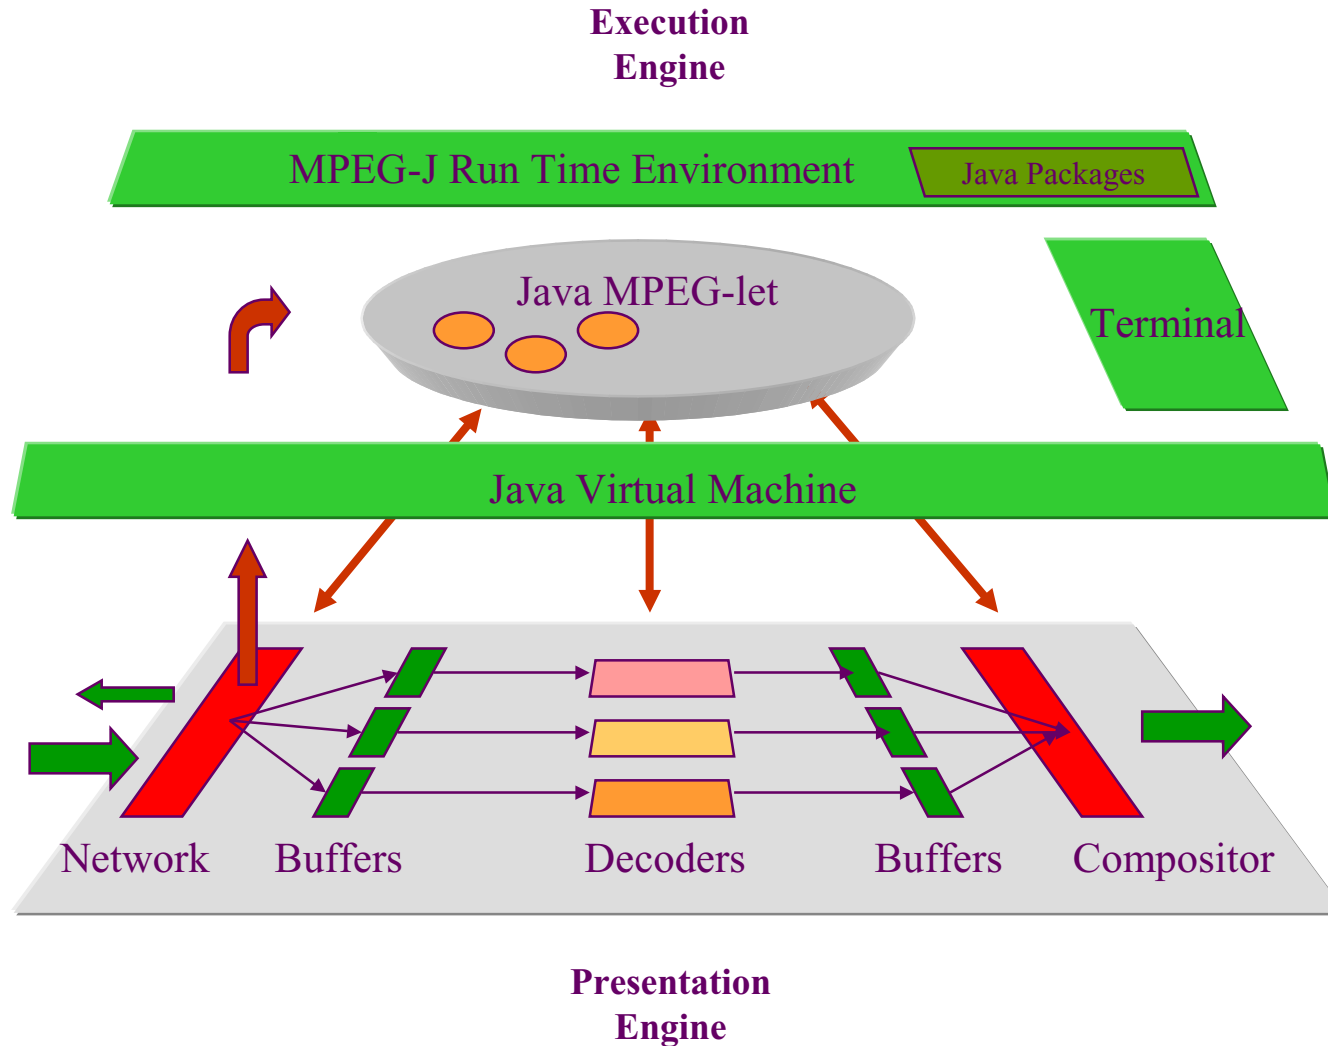 Execution
Engine
MPEG-J Run Time Environment
Java Packages
Java MPEG-let
Terminal
Java Virtual Machine
Network
Buffers
Decoders
Buffers
Compositor
Presentation
Engine